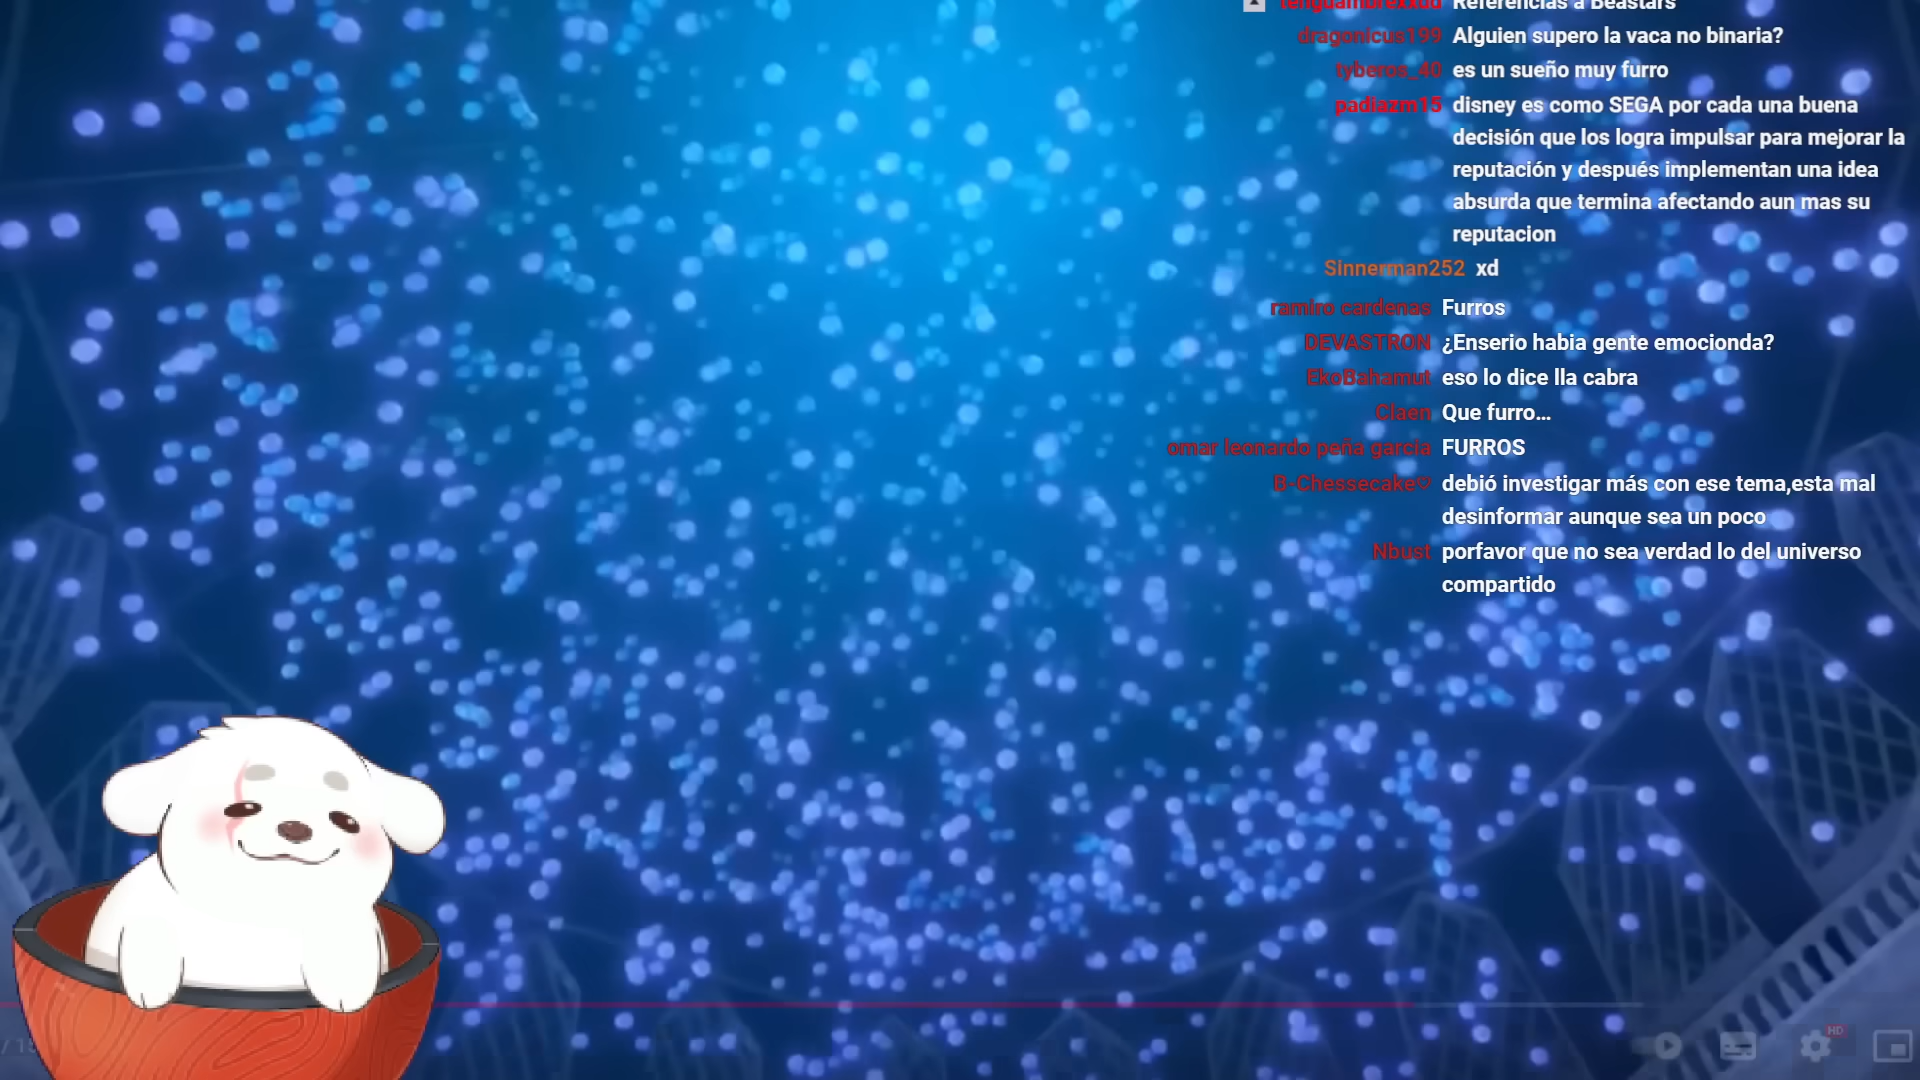 lenguambrexxdd Referencias a Beastars
dragonicus199 Alguien supero la vaca no binaria?
tyberos_40 es un sueño muy furro
padiazm15 disney es como SEGA por cada una buena
decisión que los logra impulsar para mejorar la
reputación y después implementan una idea
absurda que termina afectando aun mas su
reputacion
Sinnerman252 xd
ramiro cardenas Furros
DEVASTRON ¿Enserio habia gente emocionda?
EkoBahamut eso lo dice lla cabra
Claen Que furro...
omar leonardo peña garcia FURROS
B-Chessecake♡ debió investigar más con ese tema,esta mal
desinformar aunque sea un poco
Nbust porfavor que no sea verdad lo del universo
compartido
HD